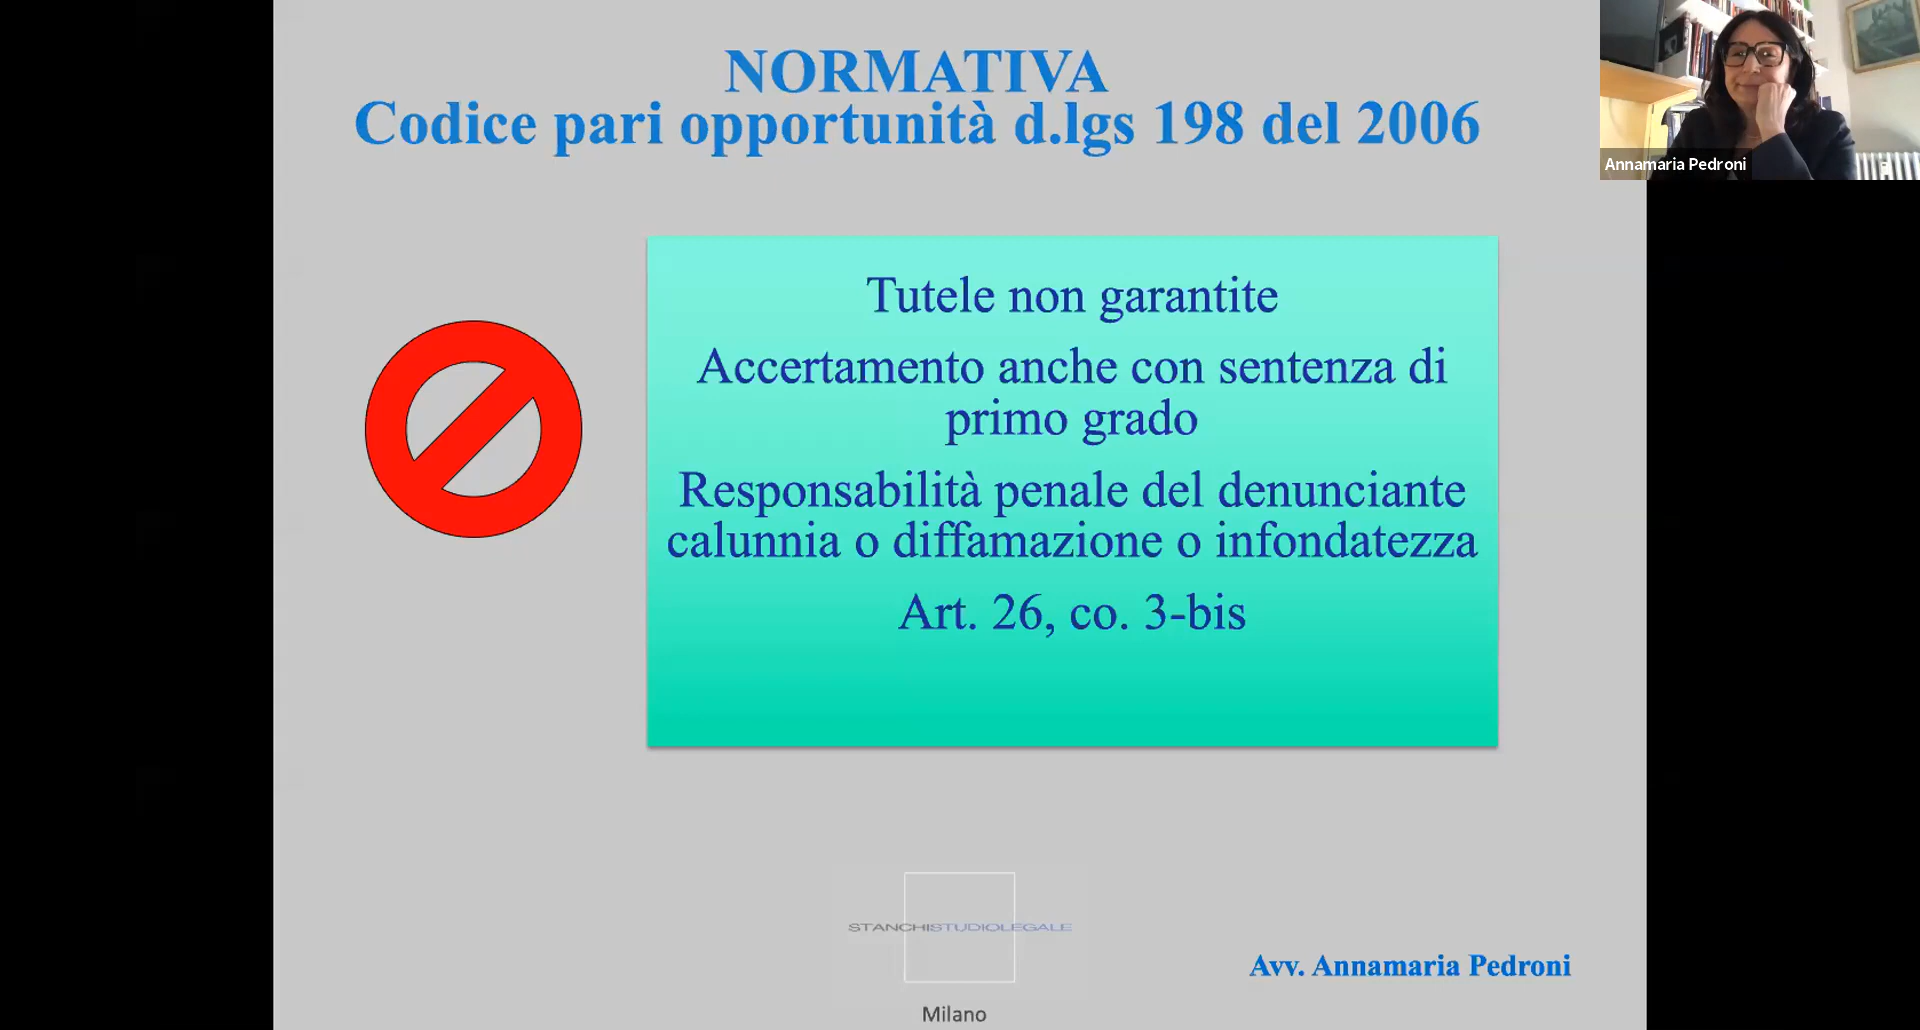 NORMATIVA
Codice pari opportunità d.lgs 198 del 2006
Annamaria Pedroni
Tutele non garantite
Accertamento anche con sentenza di
primo grado
Responsabilità penale del denunciante
calunnia o diffamazione o infondatezza
Art. 26, co. 3-bis
STANCHISTUDIOLEGALE
Avv. Annamaria Pedroni
Milano